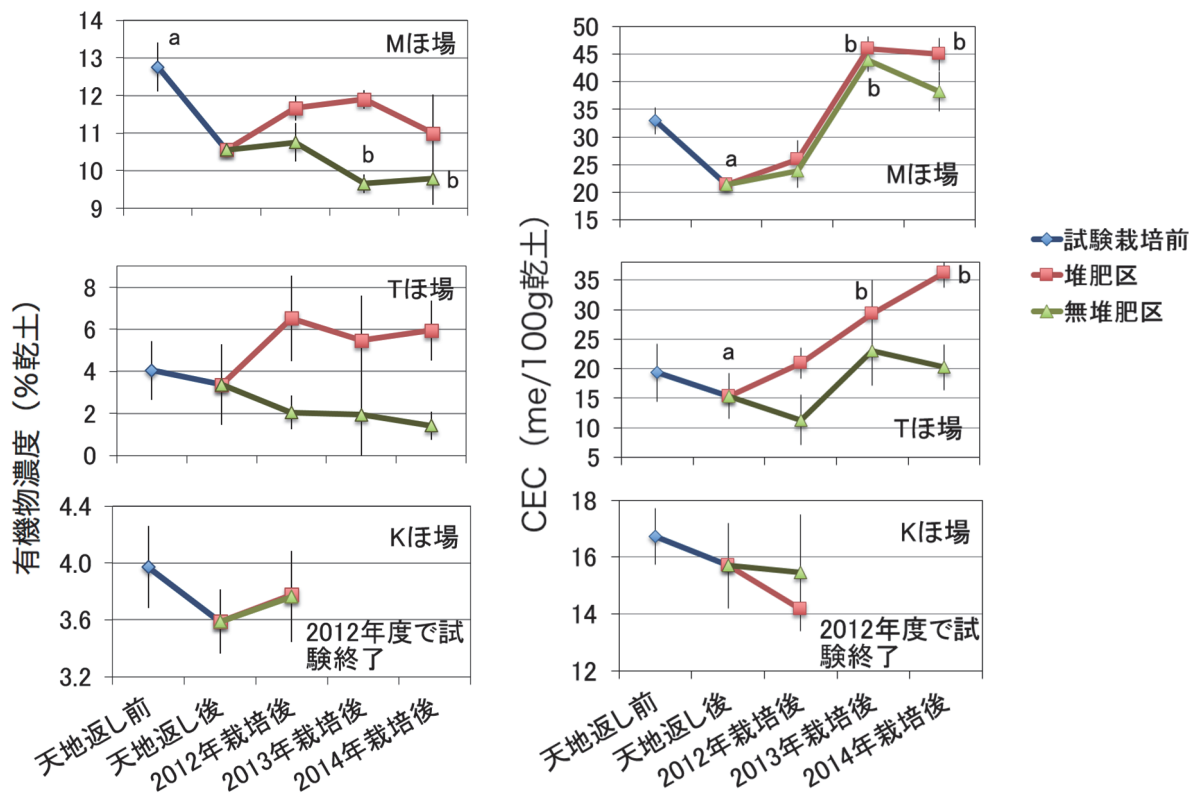 有機物濃度（%乾土）
14
13
12
11
10
9
Mほ場
a
b
b
8
6
4
2
0
Tほ場
4.4
4.0
3.6
3.2
Kほ場
2012年度で試
験終了
天地返し前
天地返し後
2012年栽培後
2013年栽培後
2014年栽培後
CEC（me/100g乾土）
50
45
40
35
30
25
20
15
a
b
b
b
Mほ場
35
30
25
20
15
10
5
a
b
b
Tほ場
18
16
14
12
Kほ場
2012年度で試
験終了
天地返し前
天地返し後
2012年栽培後
2013年栽培後
2014年栽培後
試験栽培前
堆肥区
無堆肥区